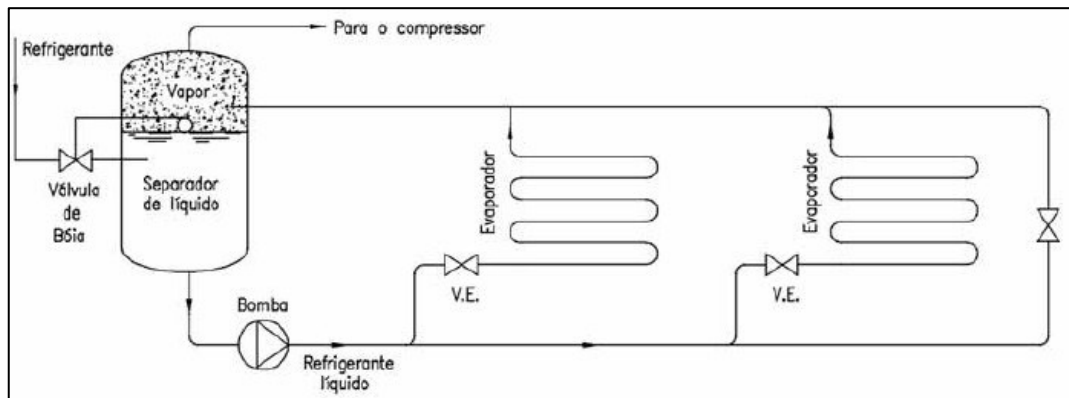 Para o compressor
Refrigerante
Vapor
Separador
de líquido
Válvula
de
Bóia
Evaporador
V.E.
Evaporador
V.E.
Bomba
Refrigerante
líquido